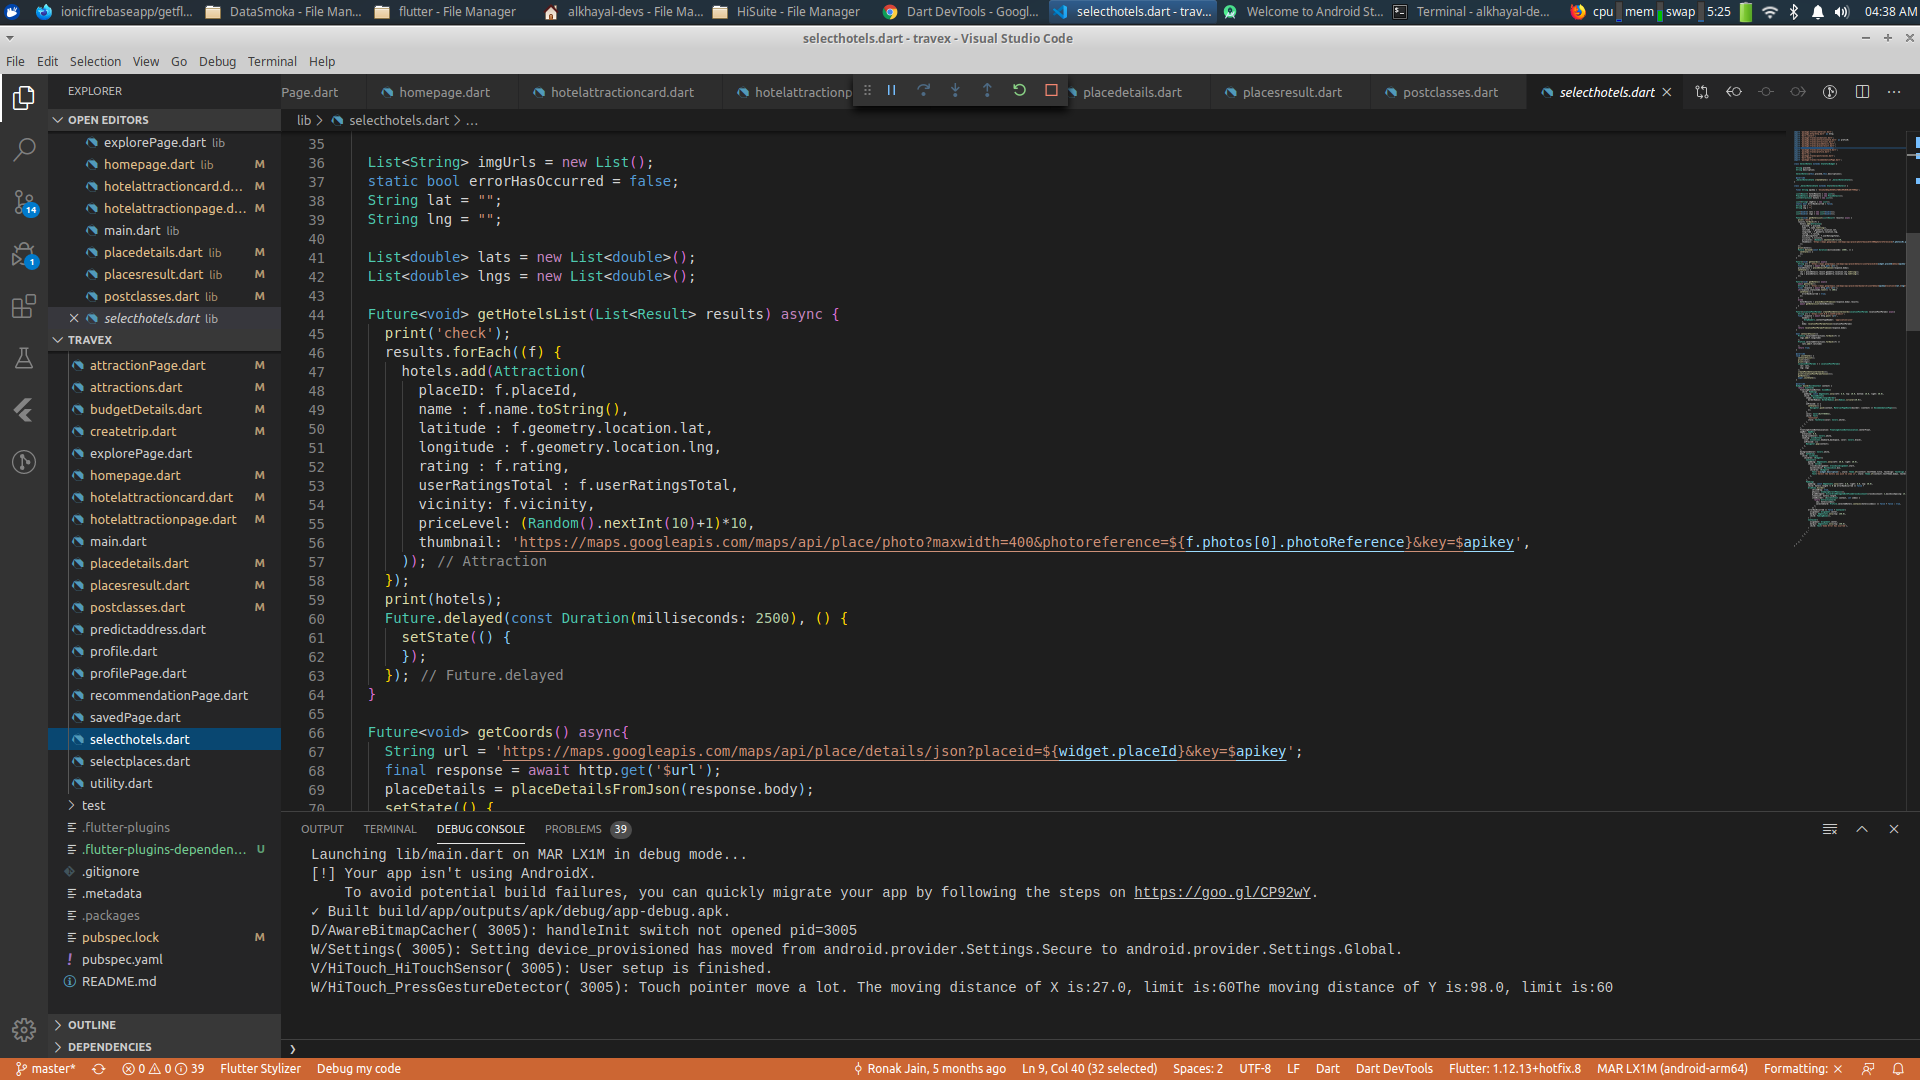 ionicfirebaseapp/getfl...
DataSmoka - File Man...
flutter - File Manager
alkhayal-devs - File Ma...
HiSuite - File Manager
Dart DevTools - Googl...
selecthotels.dart - trav...
Welcome to Android St...
Terminal - alkhayal-de...
cpu mem swap 5:25 04:38 AM
selecthotels.dart - travex - Visual Studio Code
File Edit Selection View Go Debug Terminal Help
EXPLORER
Page.dart homepage.dart hotelattractioncard.dart hotelattractionp placedetails.dart placesresult.dart postclasses.dart selecthotels.dart
OPEN EDITORS
lib > selecthotels.dart > ...
explorePage.dart lib
homepage.dart lib M
hotelattractioncard.d... M
hotelattractionpage.d... M
main.dart lib
placedetails.dart lib M
placesresult.dart lib M
postclasses.dart lib M
selecthotels.dart lib
14
1
TRAVEX
attractionPage.dart M
attractions.dart M
budgetDetails.dart M
createtrip.dart M
explorePage.dart
homepage.dart M
hotelattractioncard.dart M
hotelattractionpage.dart M
main.dart
placedetails.dart M
placesresult.dart M
postclasses.dart M
predictaddress.dart
profile.dart
profilePage.dart
recommendationPage.dart
savedPage.dart
selecthotels.dart
selectplaces.dart
utility.dart
test
.flutter-plugins
.flutter-plugins-dependen... U
.gitignore
.metadata
.packages
pubspec.lock M
pubspec.yaml
README.md
OUTLINE
DEPENDENCIES
35
36 List<String> imgUrls = new List();
37 static bool errorHasOccurred = false;
38 String lat = "";
39 String lng = "";
40
41 List<double> lats = new List<double>();
42 List<double> lngs = new List<double>();
43
44 Future<void> getHotelsList(List<Result> results) async {
45 print('check');
46 results.forEach((f) {
47 hotels.add(Attraction(
48 placeID: f.placeId,
49 name : f.name.toString(),
50 latitude : f.geometry.location.lat,
51 longitude : f.geometry.location.lng,
52 rating : f.rating,
53 userRatingsTotal : f.userRatingsTotal,
54 vicinity: f.vicinity,
55 priceLevel: (Random().nextInt(10)+1)*10,
56 thumbnail: 'https://maps.googleapis.com/maps/api/place/photo?maxwidth=400&photoreference=${f.photos[0].photoReference}&key=$apikey',
57 )); // Attraction
58 });
59 print(hotels);
60 Future.delayed(const Duration(milliseconds: 2500), () {
61 setState(() {
62 });
63 }); // Future.delayed
64 }
65
66 Future<void> getCoords() async{
67 String url = 'https://maps.googleapis.com/maps/api/place/details/json?placeid=${widget.placeId}&key=$apikey';
68 final response = await http.get('$url');
69 placeDetails = placeDetailsFromJson(response.body);
70 setState(() {
OUTPUT TERMINAL DEBUG CONSOLE PROBLEMS 39
Launching lib/main.dart on MAR LX1M in debug mode...
[!] Your app isn't using AndroidX.
To avoid potential build failures, you can quickly migrate your app by following the steps on https://goo.gl/CP92wY.
✓ Built build/app/outputs/apk/debug/app-debug.apk.
D/AwareBitmapCacher( 3005): handleInit switch not opened pid=3005
W/Settings( 3005): Setting device_provisioned has moved from android.provider.Settings.Secure to android.provider.Settings.Global.
V/HiTouch_HiTouchSensor( 3005): User setup is finished.
W/HiTouch_PressGestureDetector( 3005): Touch pointer move a lot. The moving distance of X is:27.0, limit is:60The moving distance of Y is:98.0, limit is:60
master* 0 0 39 Flutter Stylizer Debug my code Ronak Jain, 5 months ago Ln 9, Col 40 (32 selected) Spaces: 2 UTF-8 LF Dart Dart DevTools Flutter: 1.12.13+hotfix.8 MAR LX1M (android-arm64) Formatting: ×